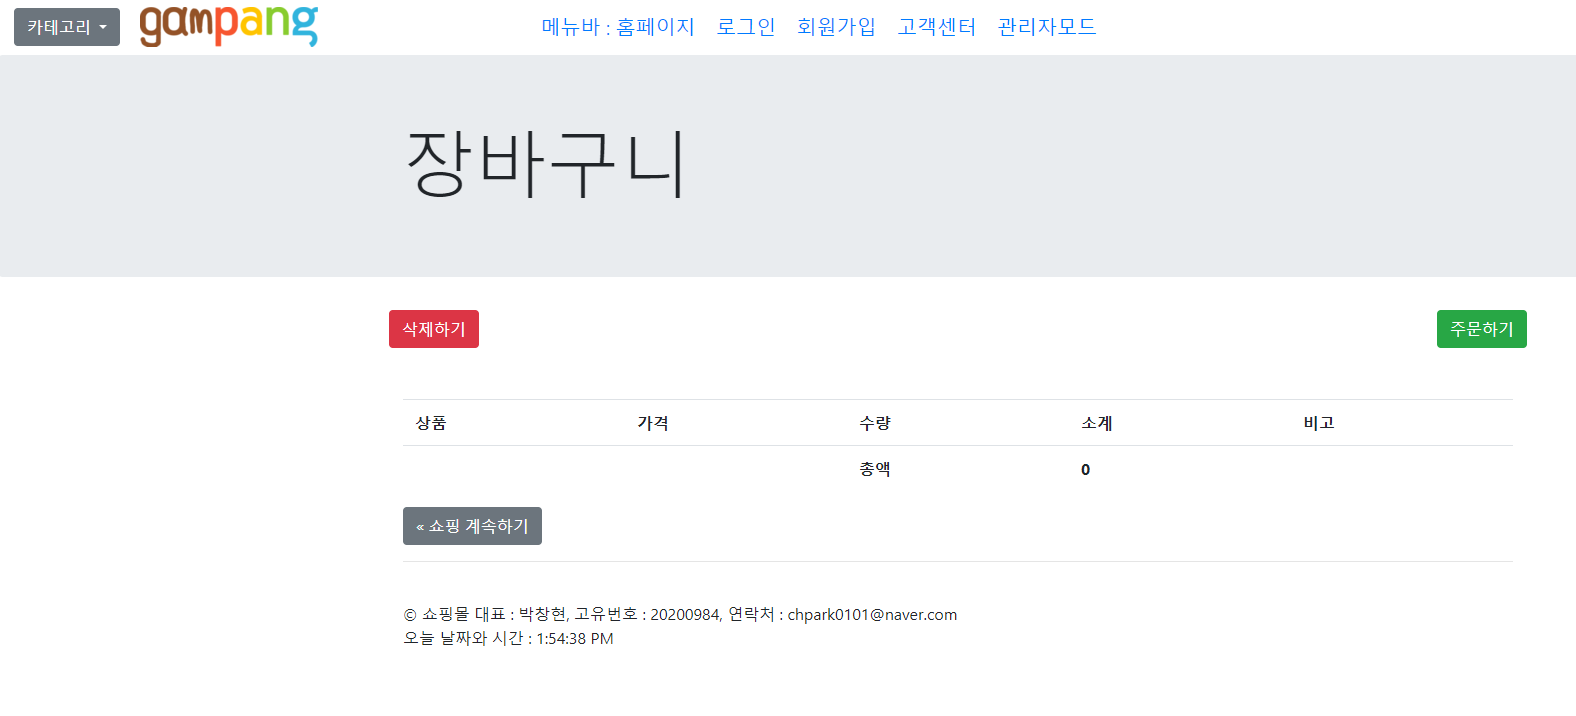 카테고리 gampang 메뉴바 : 홈페이지 로그인 회원가입 고객센터 관리자모드
장바구니
삭제하기 주문하기
상품 가격 수량 소계 비고
총액 0
« 쇼핑 계속하기
© 쇼핑몰 대표 : 박창현, 고유번호 : 20200984, 연락처 : chpark0101@naver.com
오늘 날짜와 시간 : 1:54:38 PM